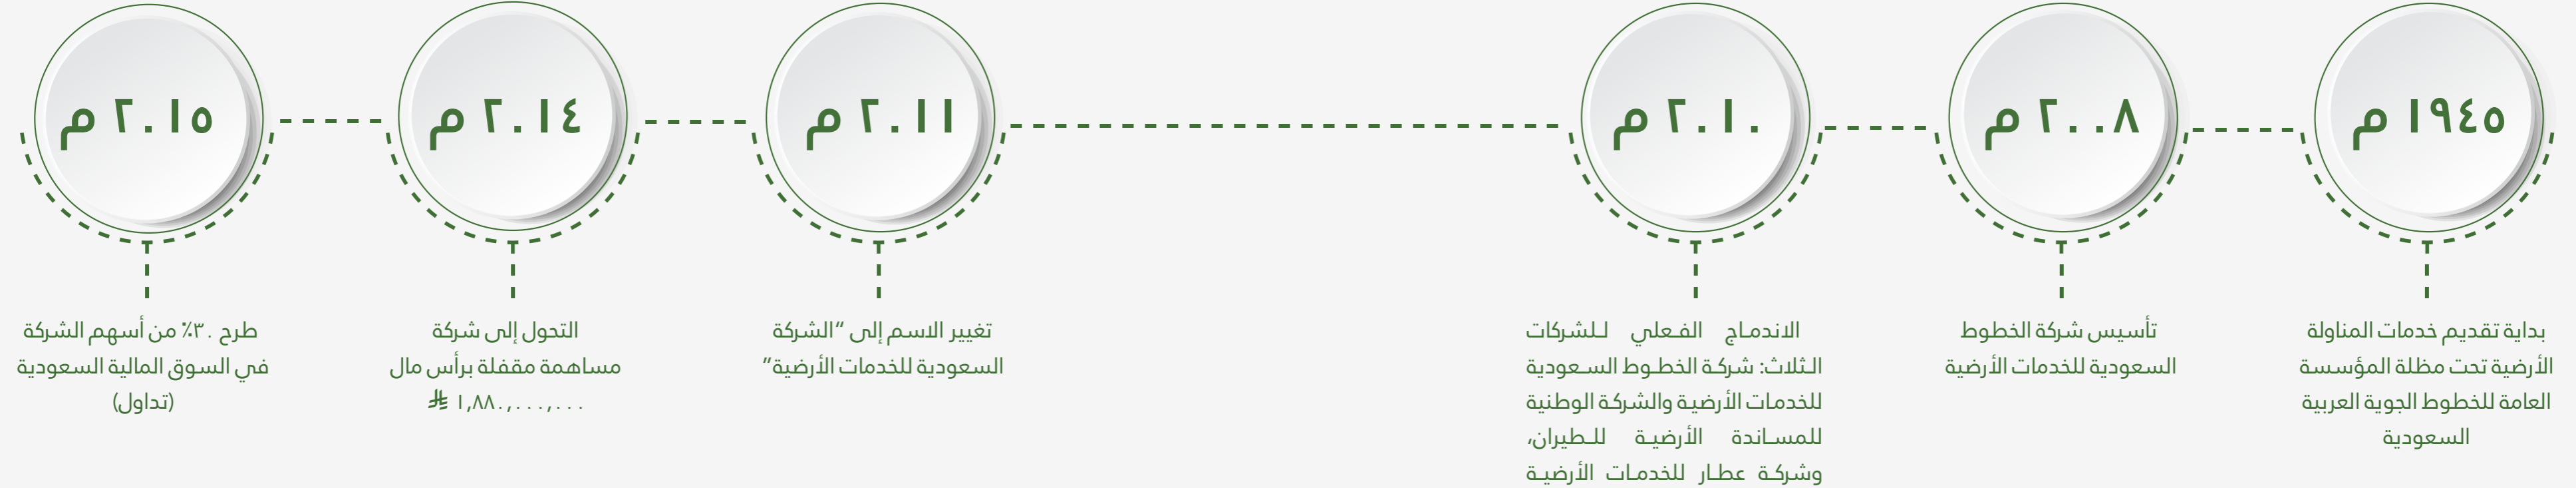 ١٩٤٥ م
بداية تقديم خدمات المناولة
الأرضية تحت مظلة المؤسسة
العامة للخطوط الجوية العربية
السعودية
٢٠٠٨ م
تأسيس شركة الخطوط
السعودية للخدمات الأرضية
٢٠١٠ م
الاندماج الفعلي للشركات
الثلاث: شركة الخطوط السعودية
للخدمات الأرضية والشركة الوطنية
للمساندة الأرضية للطيران،
وشركة عطار للخدمات الأرضية
٢٠١١ م
تغيير الاسم إلى “الشركة
السعودية للخدمات الأرضية”
٢٠١٤ م
التحول إلى شركة
مساهمة مقفلة برأس مال
١,٨٨٠,٠٠٠,٠٠٠ ⃁
٢٠١٥ م
طرح ٣٠٪ من أسهم الشركة
في السوق المالية السعودية
(تداول)